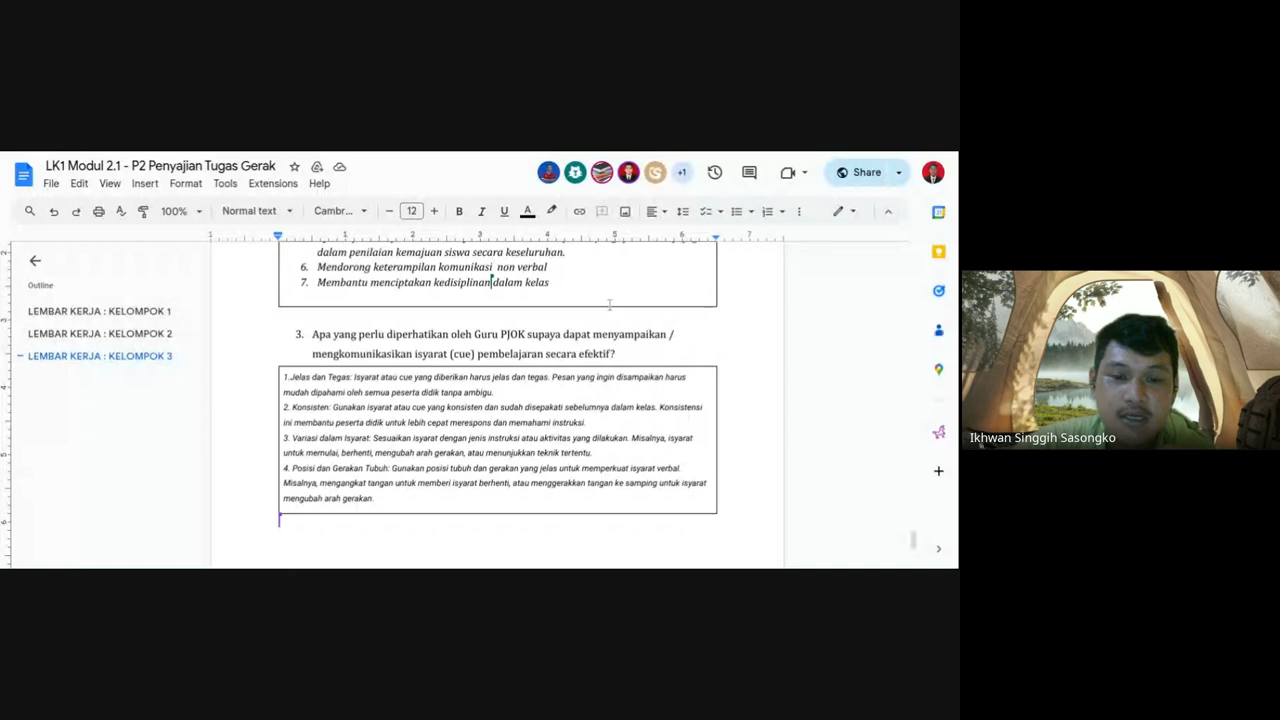 LK1 Modul 2.1 - P2 Penyajian Tugas Gerak
File Edit View Insert Format Tools Extensions Help
+1
Share
100%
Normal text
Cambr...
12
Outline
LEMBAR KERJA : KELOMPOK 1
LEMBAR KERJA : KELOMPOK 2
LEMBAR KERJA : KELOMPOK 3
dalam penilaian kemajuan siswa secara keseluruhan.
6. Mendorong keterampilan komunikasi non verbal
7. Membantu menciptakan kedisiplinan dalam kelas
3. Apa yang perlu diperhatikan oleh Guru PJOK supaya dapat menyampaikan /
mengkomunikasikan isyarat (cue) pembelajaran secara efektif?
1.Jelas dan Tegas: Isyarat atau cue yang diberikan harus jelas dan tegas. Pesan yang ingin disampaikan harus
mudah dipahami oleh semua peserta didik tanpa ambigu.
2. Konsisten: Gunakan isyarat atau cue yang konsisten dan sudah disepakati sebelumnya dalam kelas. Konsistensi
ini membantu peserta didik untuk lebih cepat merespons dan memahami instruksi.
3. Variasi dalam Isyarat: Sesuaikan isyarat dengan jenis instruksi atau aktivitas yang dilakukan. Misalnya, isyarat
untuk memulai, berhenti, mengubah arah gerakan, atau menunjukkan teknik tertentu.
4. Posisi dan Gerakan Tubuh: Gunakan posisi tubuh dan gerakan yang jelas untuk memperkuat isyarat verbal.
Misalnya, mengangkat tangan untuk memberi isyarat berhenti, atau menggerakkan tangan ke samping untuk isyarat
mengubah arah gerakan.
Ikhwan Singgih Sasongko